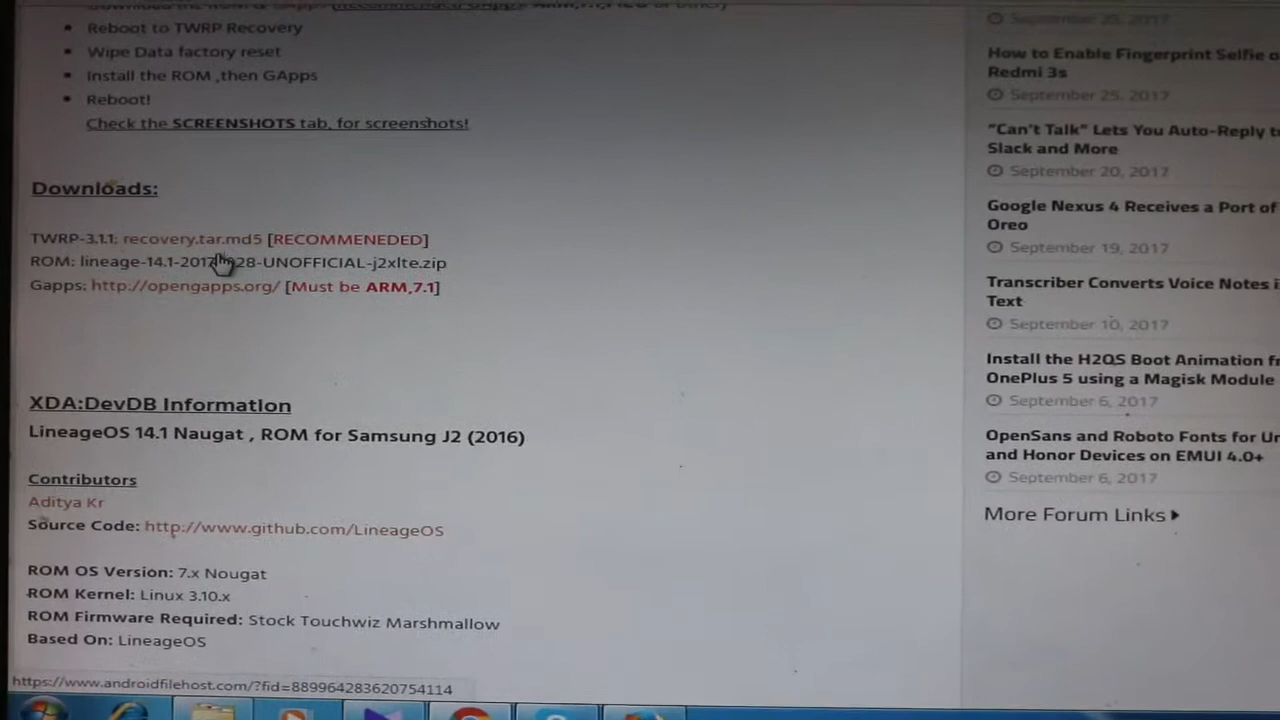 Reboot to TWRP Recovery
Wipe Data factory reset
Install the ROM ,then GApps
Reboot!
Check the SCREENSHOTS tab, for screenshots!
Downloads:
TWRP-3.1.1: recovery.tar.md5 [RECOMMENEDED]
ROM: lineage-14.1-2017 28-UNOFFICIAL-j2xlte.zip
Gapps: http://opengapps.org/ [Must be ARM,7.1]
XDA:DevDB Information
LineageOS 14.1 Naugat , ROM for Samsung J2 (2016)
Contributors
Aditya Kr
Source Code: http://www.github.com/LineageOS
ROM OS Version: 7.x Nougat
ROM Kernel: Linux 3.10.x
ROM Firmware Required: Stock Touchwiz Marshmallow
Based On: LineageOS
https://www.androidfilehost.com/?fid=889964283620754114
September 25, 2017
How to Enable Fingerprint Selfie o
Redmi 3s
September 25, 2017
"Can't Talk" Lets You Auto-Reply t
Slack and More
September 20, 2017
Google Nexus 4 Receives a Port of
Oreo
September 19, 2017
Transcriber Converts Voice Notes i
Text
September 10, 2017
Install the H2OS Boot Animation fr
OnePlus 5 using a Magisk Module
September 6, 2017
OpenSans and Roboto Fonts for Ur
and Honor Devices on EMUI 4.0+
September 6, 2017
More Forum Links